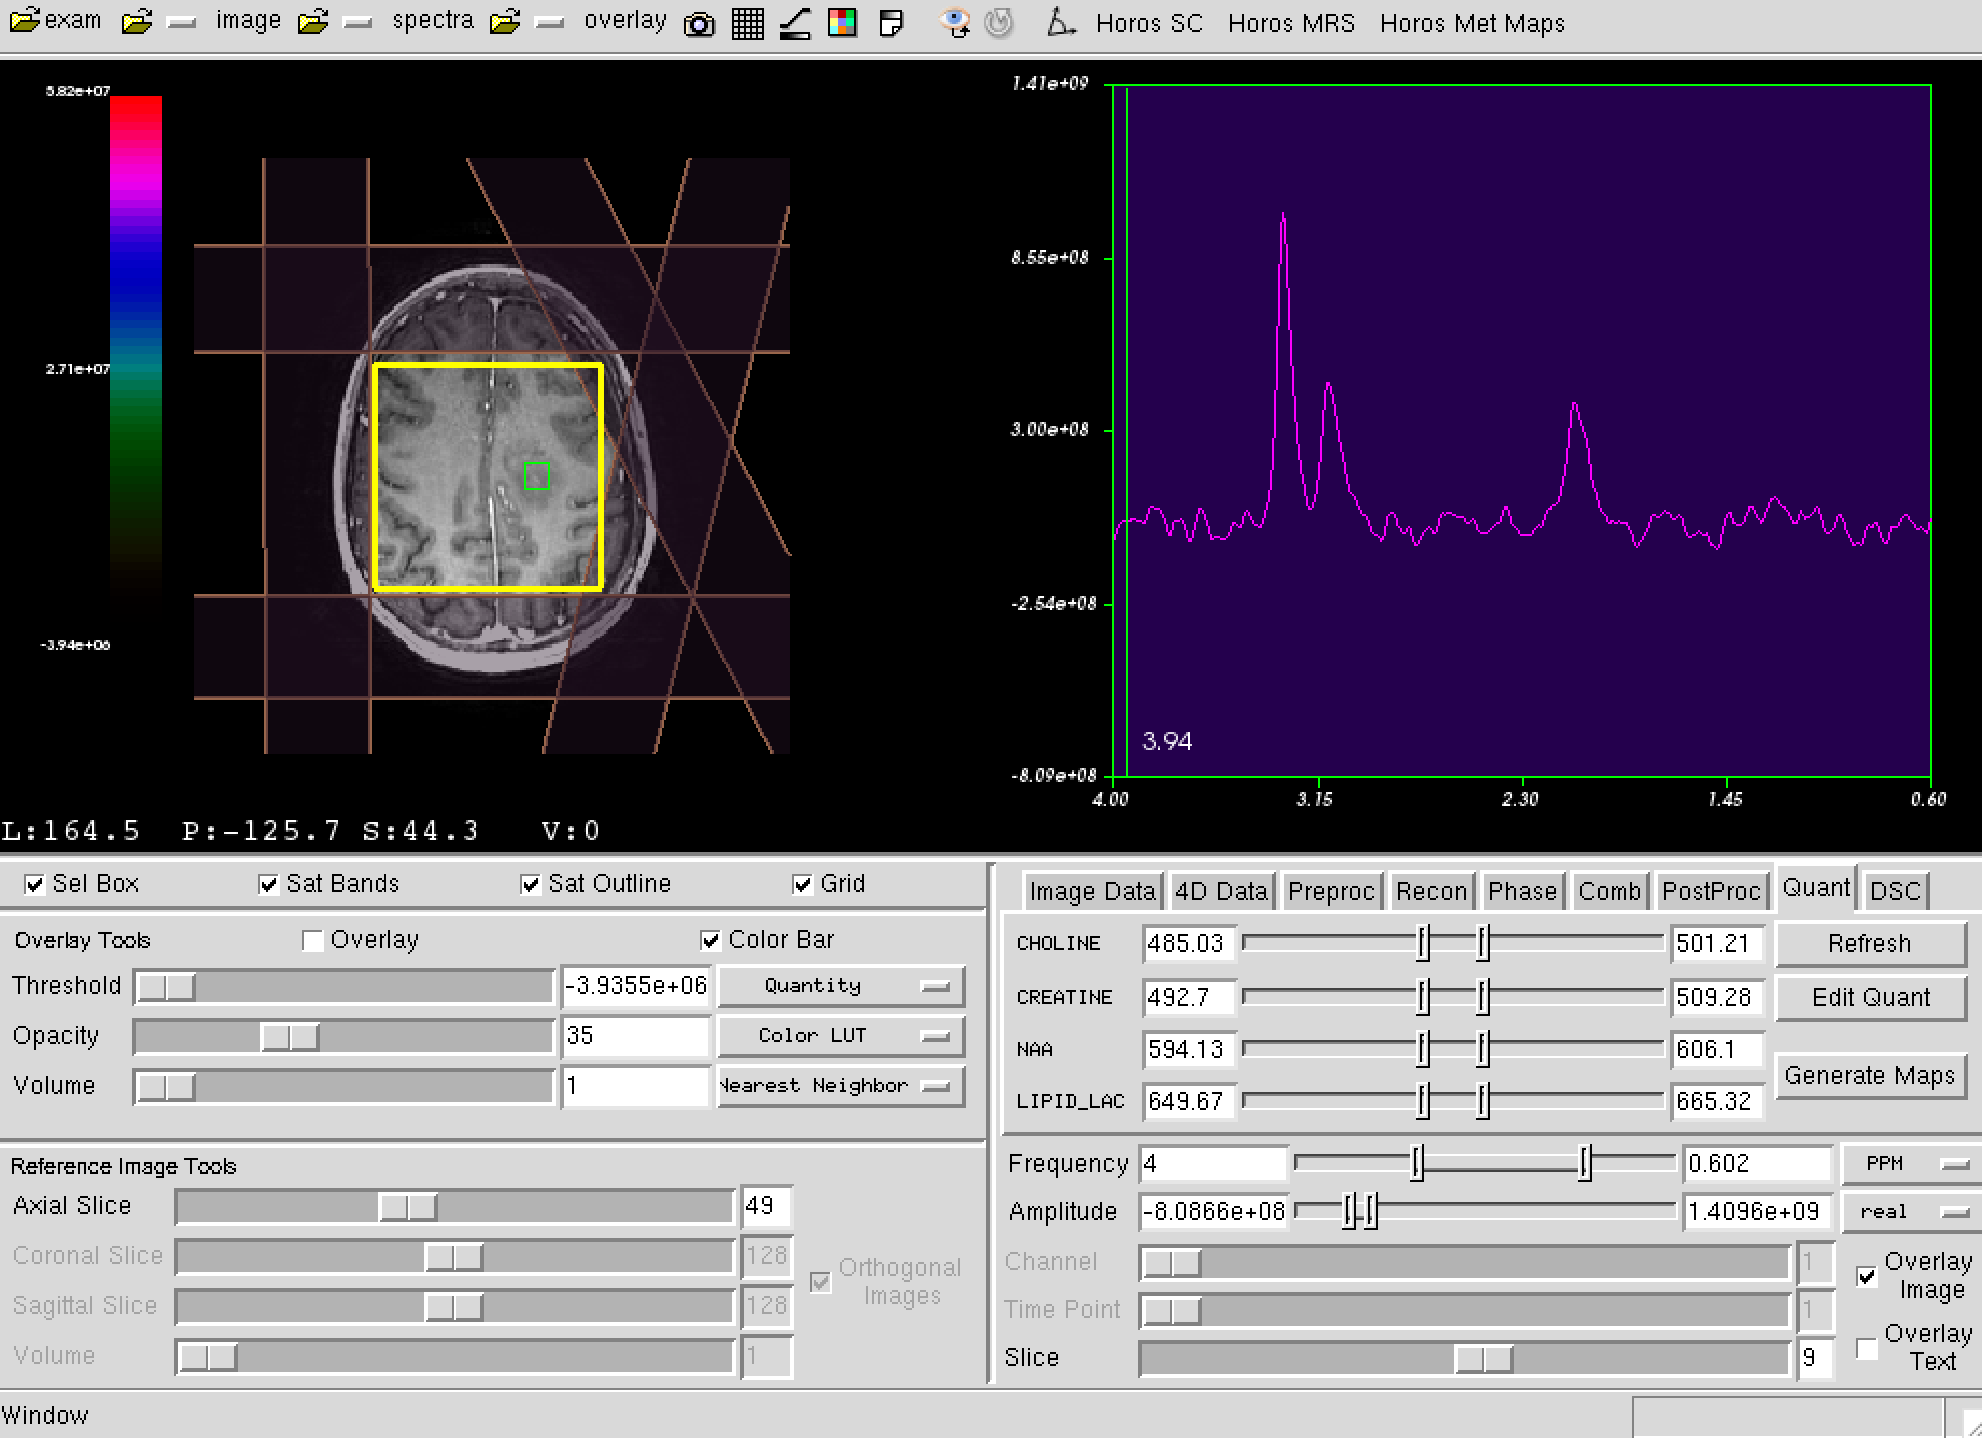 exam image spectra overlay Horos SC Horos MRS Horos Met Maps
5.82e+07
2.71e+07
-3.94e+06
L:164.5 P:-125.7 S:44.3 V:0
1.41e+09
8.55e+08
3.00e+08
-2.54e+08
-8.09e+08
3.94
4.00 3.15 2.30 1.45 0.60
Sel Box Sat Bands Sat Outline Grid
Overlay Tools Overlay Color Bar
Threshold -3.9355e+06 Quantity
Opacity 35 Color LUT
Volume 1 Nearest Neighbor
Reference Image Tools
Axial Slice 49
Coronal Slice 128
Sagittal Slice 128
Volume 1
Orthogonal
Images
Image Data 4D Data Preproc Recon Phase Comb PostProc Quant DSC
CHOLINE 485.03 501.21 Refresh
CREATINE 492.7 509.28 Edit Quant
NAA 594.13 606.1
Generate Maps
LIPID_LAC 649.67 665.32
Frequency 4 0.602 PPM
Amplitude -8.0866e+08 1.4096e+09 real
Channel 1
Time Point 1
Slice 9
Overlay
Image
Overlay
Text
Window